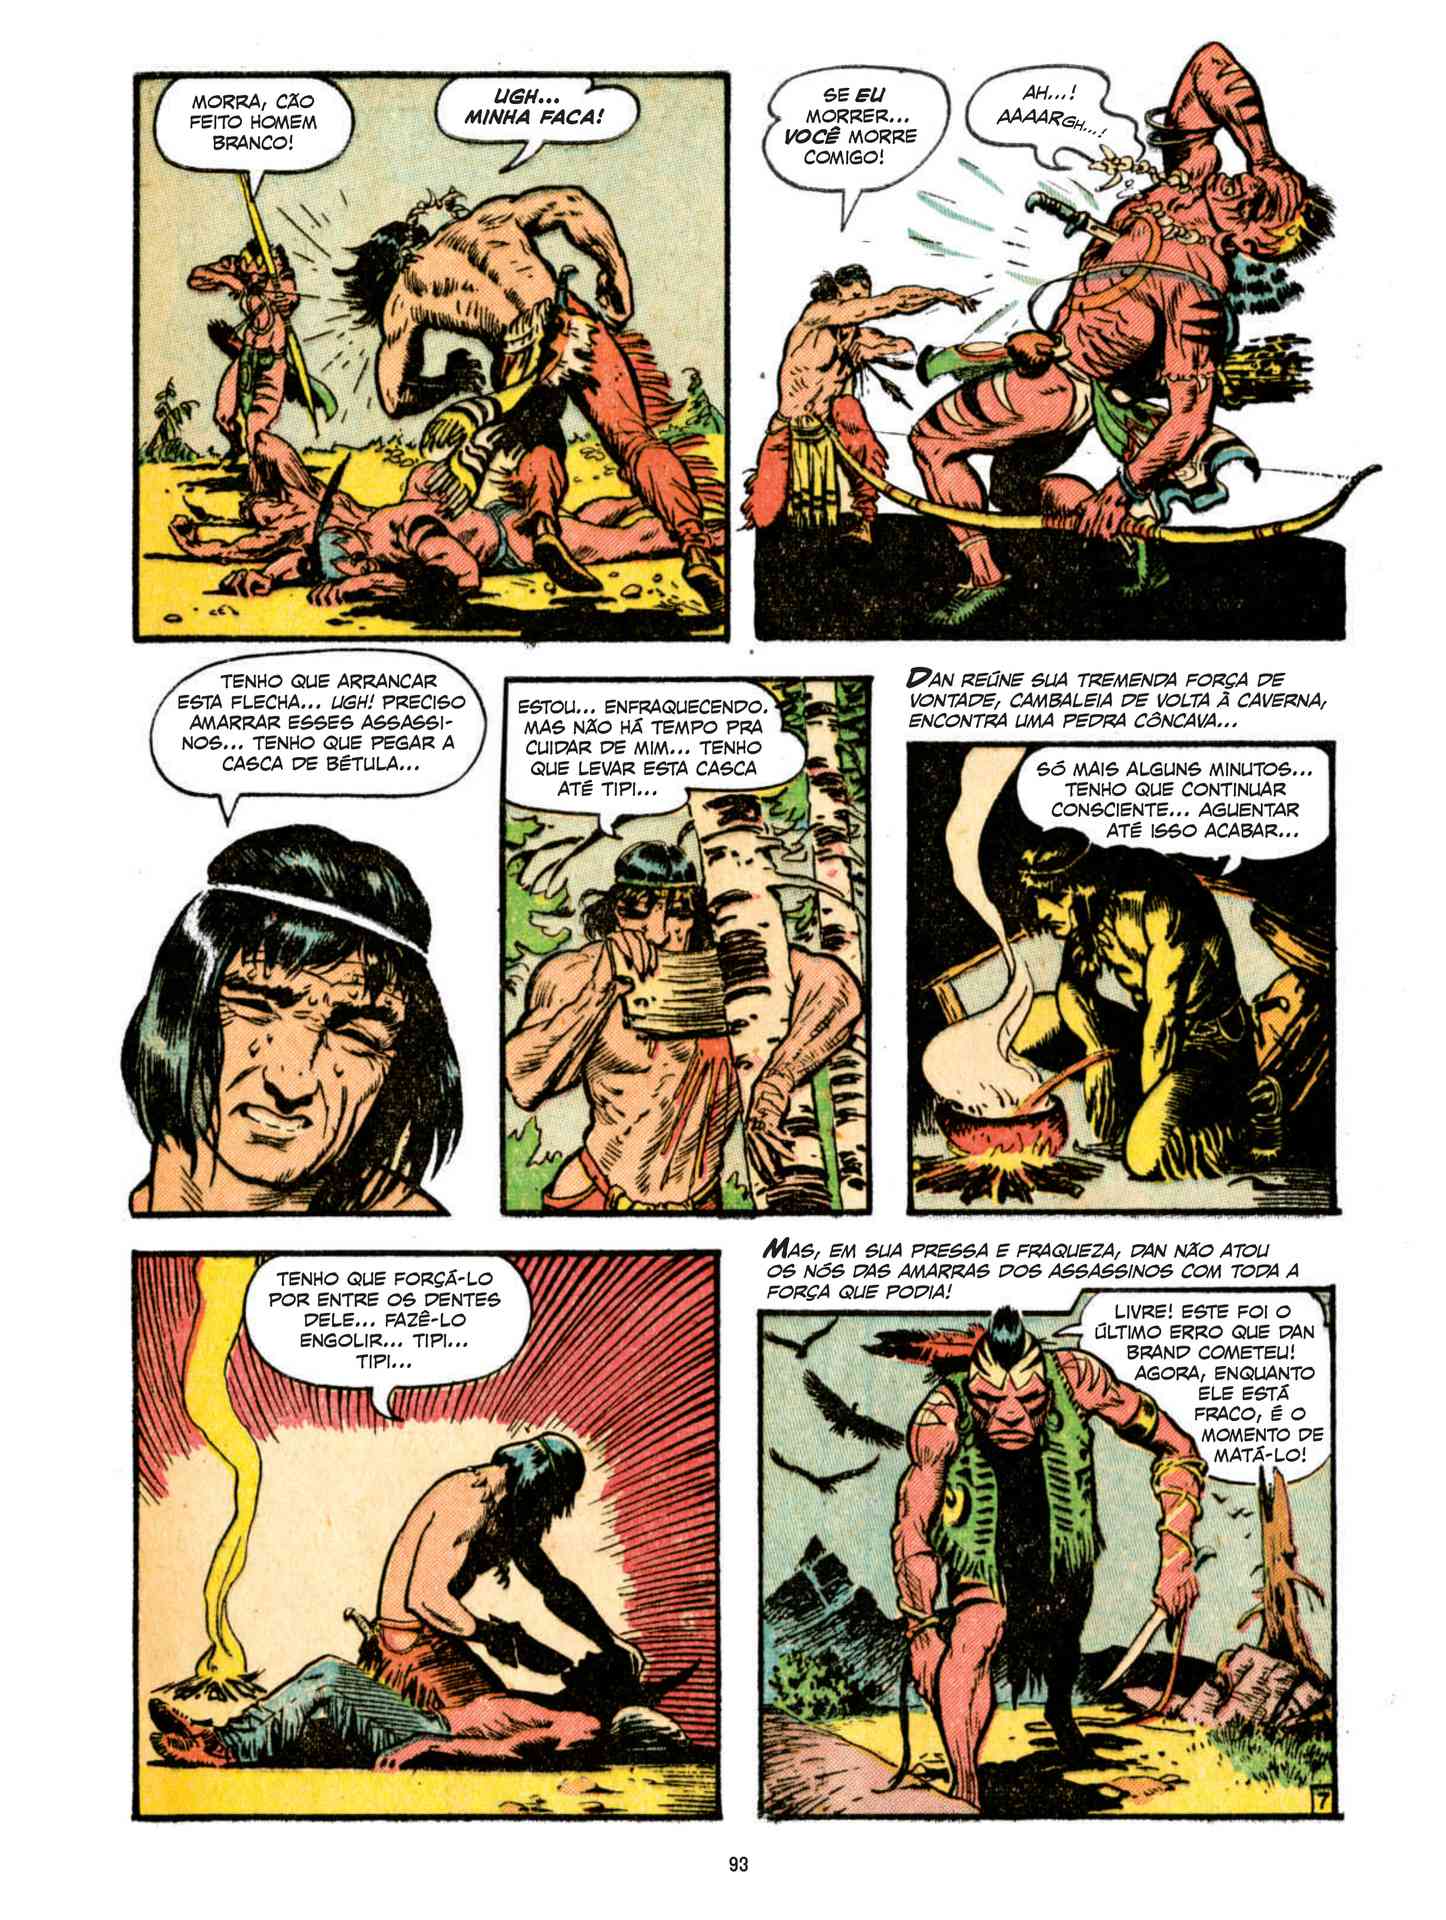 MORRA, CÃO
FEITO HOMEM
BRANCO!
UGH...
MINHA FACA!
SE EU
MORRER...
VOCÊ MORRE
COMIGO!
AH...!
AAAARGH...!
TENHO QUE ARRANCAR
ESTA FLECHA... UGH! PRECISO
AMARRAR ESSES ASSASSI-
NOS... TENHO QUE PEGAR A
CASCA DE BÉTULA...
ESTOU... ENFRAQUECENDO.
MAS NÃO HÁ TEMPO PRA
CUIDAR DE MIM... TENHO
QUE LEVAR ESTA CASCA
ATÉ TIPI...
DAN REÚNE SUA TREMENDA FORÇA DE
VONTADE, CAMBALEIA DE VOLTA À CAVERNA,
ENCONTRA UMA PEDRA CÔNCAVA...
SÓ MAIS ALGUNS MINUTOS...
TENHO QUE CONTINUAR
CONSCIENTE... AGUENTAR
ATÉ ISSO ACABAR...
TENHO QUE FORÇÁ-LO
POR ENTRE OS DENTES
DELE... FAZÊ-LO
ENGOLIR... TIPI...
TIPI...
MAS, EM SUA PRESSA E FRAQUEZA, DAN NÃO ATOU
OS NÓS DAS AMARRAS DOS ASSASSINOS COM TODA A
FORÇA QUE PODIA!
LIVRE! ESTE FOI O
ÚLTIMO ERRO QUE DAN
BRAND COMETEU!
AGORA, ENQUANTO
ELE ESTÁ
FRACO, É O
MOMENTO DE
MATÁ-LO!
7
93